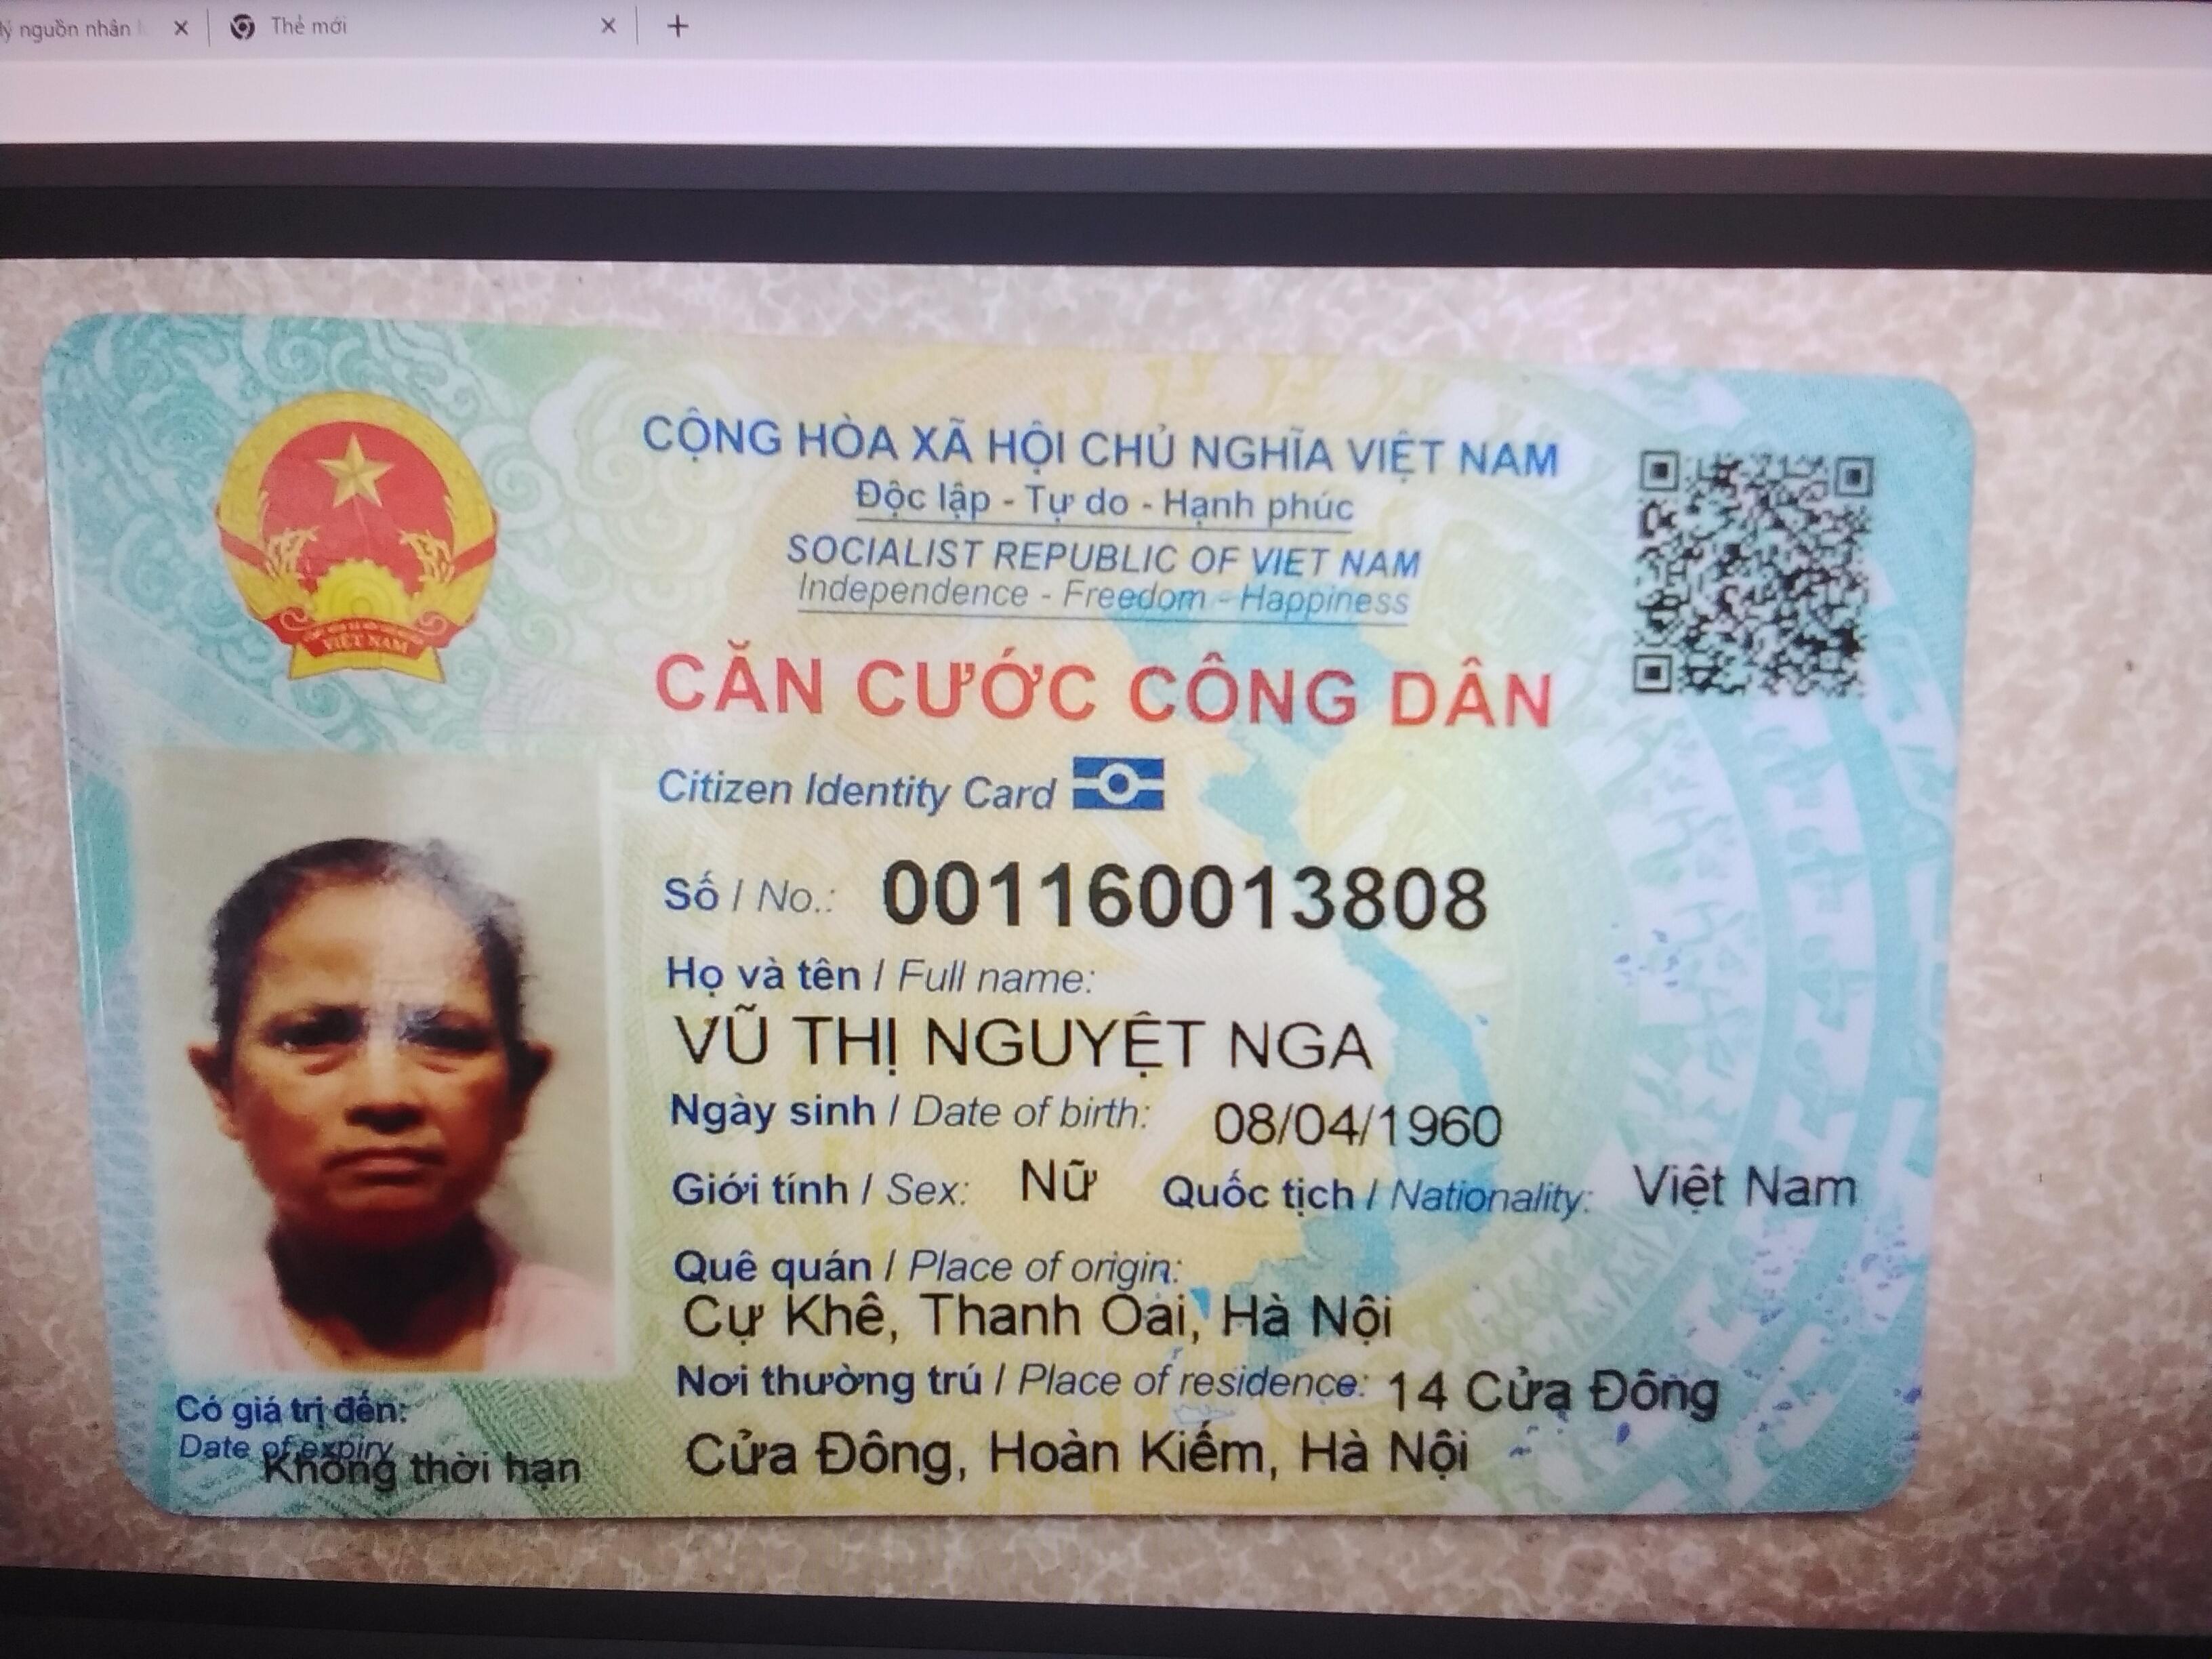 lý nguồn nhân
Thẻ mới
CỘNG HÒA XÃ HỘI CHỦ NGHĨA VIỆT NAM
Độc lập - Tự do - Hạnh phúc
SOCIALIST REPUBLIC OF VIET NAM
Independence - Freedom - Happiness
VIỆT NAM
CĂN CƯỚC CÔNG DÂN
Citizen Identity Card
Số / No.: 001160013808
Họ và tên / Full name:
VŨ THỊ NGUYỆT NGA
Ngày sinh / Date of birth: 08/04/1960
Giới tính / Sex: Nữ Quốc tịch / Nationality: Việt Nam
Quê quán / Place of origin:
Cự Khê, Thanh Oai, Hà Nội
Nơi thường trú / Place of residence: 14 Cửa Đông
Cửa Đông, Hoàn Kiếm, Hà Nội
Có giá trị đến:
Date of expiry
Không thời hạn